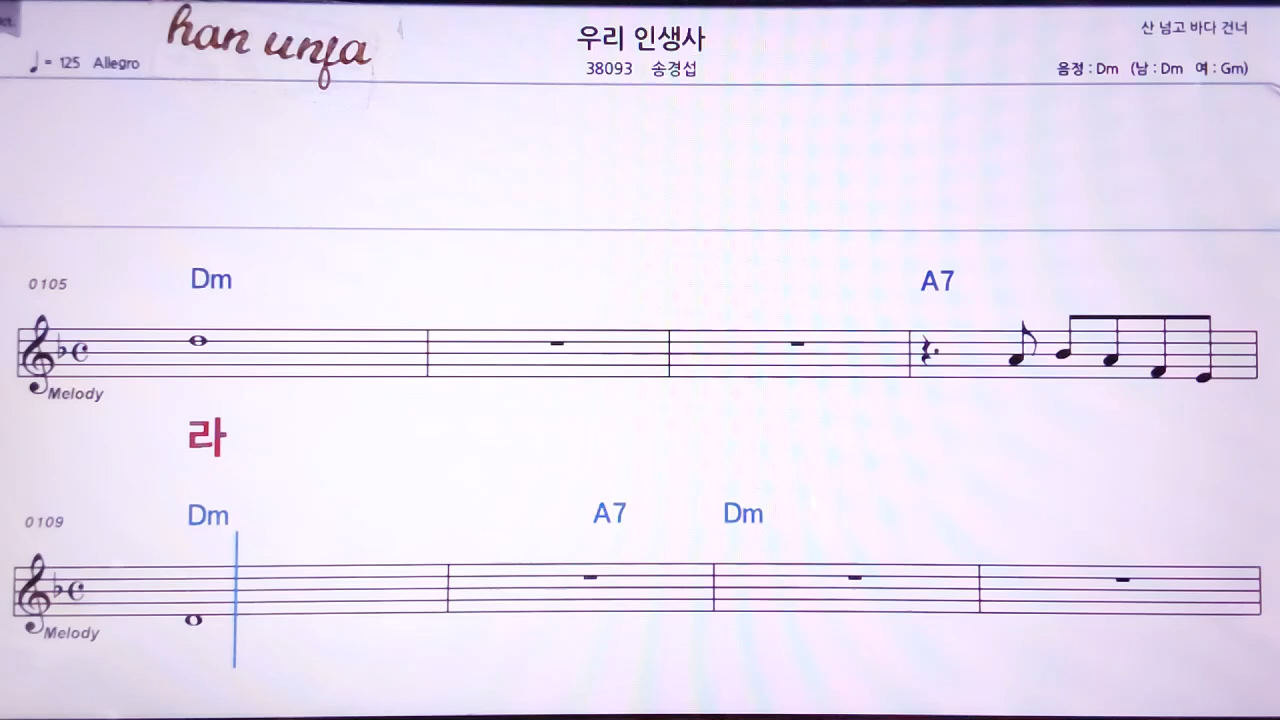 han unfa
우리 인생사
산 넘고 바다 건너
♩= 125 Allegro
38093 송경섭
음정 : Dm (남 : Dm 여 : Gm)
0105
Dm
A7
Melody
라
0109
Dm
A7
Dm
Melody